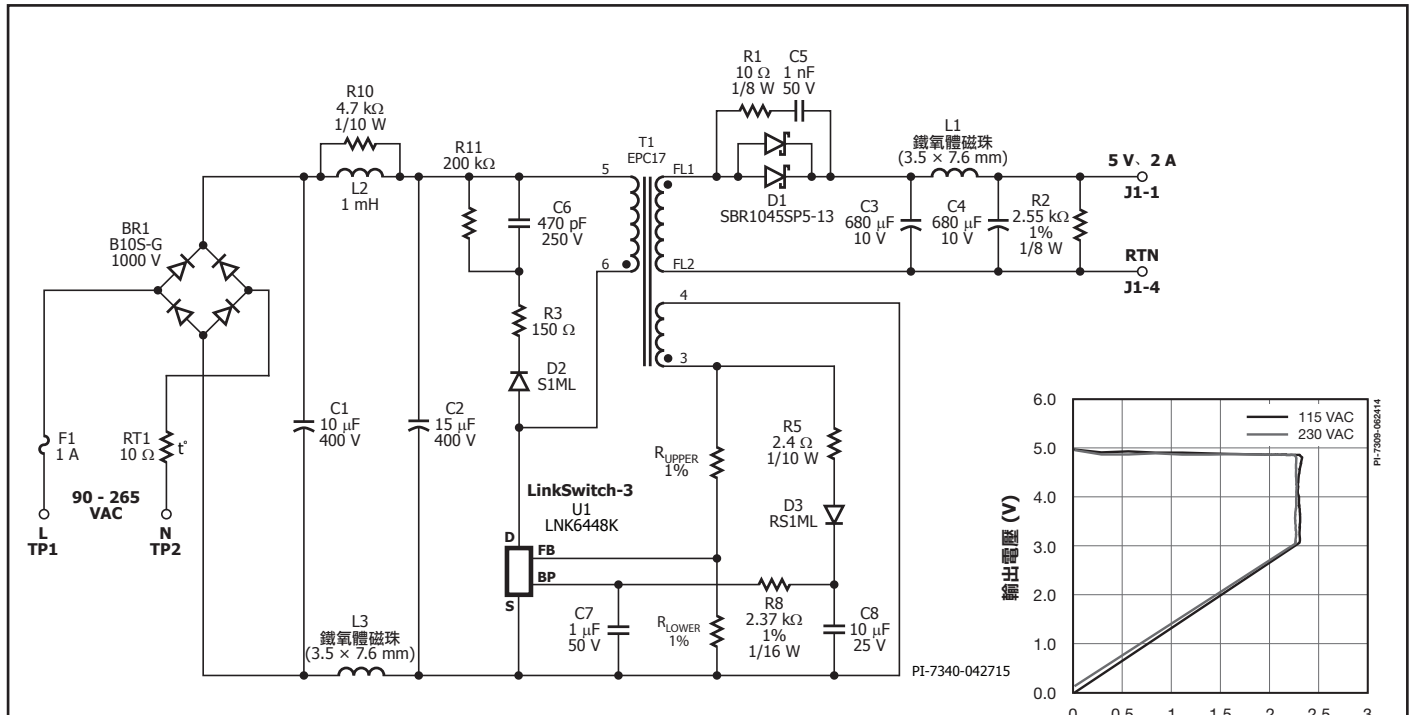 R10
4.7 kΩ
1/10 W
L2
1 mH
R11
200 kΩ
C6
470 pF
250 V
R3
150 Ω
D2
S1ML
BR1
B10S-G
1000 V
F1
1 A
RT1
10 Ω
t°
90 - 265
VAC
L
TP1
N
TP2
C1
10 μF
400 V
C2
15 μF
400 V
L3
鐵氧體磁珠
(3.5 × 7.6 mm)
LinkSwitch-3
U1
LNK6448K
D
FB
BP
S
C7
1 μF
50 V
T1
EPC17
5
6
FL1
FL2
4
3
R1
10 Ω
1/8 W
C5
1 nF
50 V
D1
SBR1045SP5-13
L1
鐵氧體磁珠
(3.5 × 7.6 mm)
C3
680 μF
10 V
C4
680 μF
10 V
R2
2.55 kΩ
1%
1/8 W
5 V、2 A
J1-1
RTN
J1-4
RUPPER
1%
RLOWER
1%
R5
2.4 Ω
1/10 W
D3
RS1ML
R8
2.37 kΩ
1%
1/16 W
C8
10 μF
25 V
PI-7340-042715
輸出電壓 (V)
6.0
5.0
4.0
3.0
2.0
1.0
0.0
0 0.5 1 1.5 2 2.5 3
115 VAC
230 VAC
PI-7309-062414